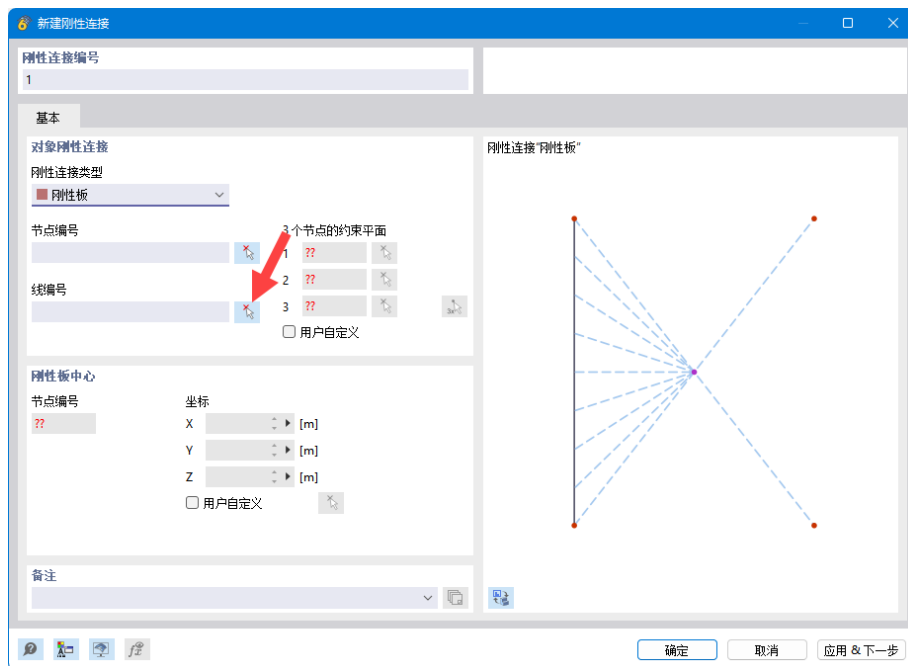 新建刚性连接
刚性连接编号
1
基本
对象刚性连接
刚性连接类型
刚性板
节点编号
3个节点的约束平面
1 ??
2 ??
线编号
3 ??
用户自定义
刚性连接"刚性板"
刚性板中心
节点编号
坐标
??
X [m]
Y [m]
Z [m]
用户自定义
备注
确定
取消
应用 &下一步